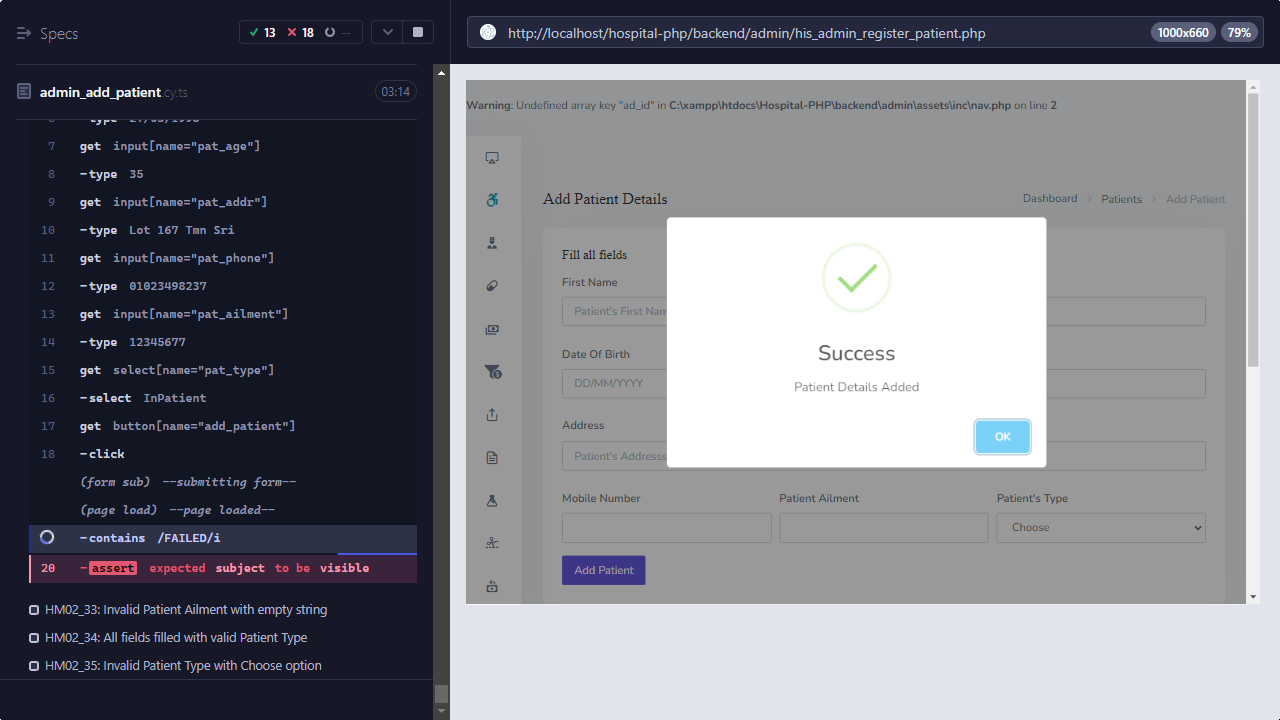 Specs
13
18
--
admin_add_patient.cy.ts
03:14
7 get input[name="pat_age"]
8 -type 35
9 get input[name="pat_addr"]
10 -type Lot 167 Tmn Sri
11 get input[name="pat_phone"]
12 -type 01023498237
13 get input[name="pat_ailment"]
14 -type 12345677
15 get select[name="pat_type"]
16 -select InPatient
17 get button[name="add_patient"]
18 -click
(form sub) --submitting form--
(page load) --page loaded--
-contains /FAILED/i
20 -assert expected subject to be visible
HM02_33: Invalid Patient Ailment with empty string
HM02_34: All fields filled with valid Patient Type
HM02_35: Invalid Patient Type with Choose option
http://localhost/hospital-php/backend/admin/his_admin_register_patient.php
1000x660
79%
Warning: Undefined array key "ad_id" in C:\xampp\htdocs\Hospital-PHP\backend\admin\assets\inc\nav.php on line 2
Add Patient Details
Dashboard > Patients > Add Patient
Fill all fields
First Name
Patient's First Nam
Date Of Birth
DD/MM/YYYY
Address
Patient's Addresss
Mobile Number
Patient Ailment
Patient's Type
Choose
Add Patient
Success
Patient Details Added
OK